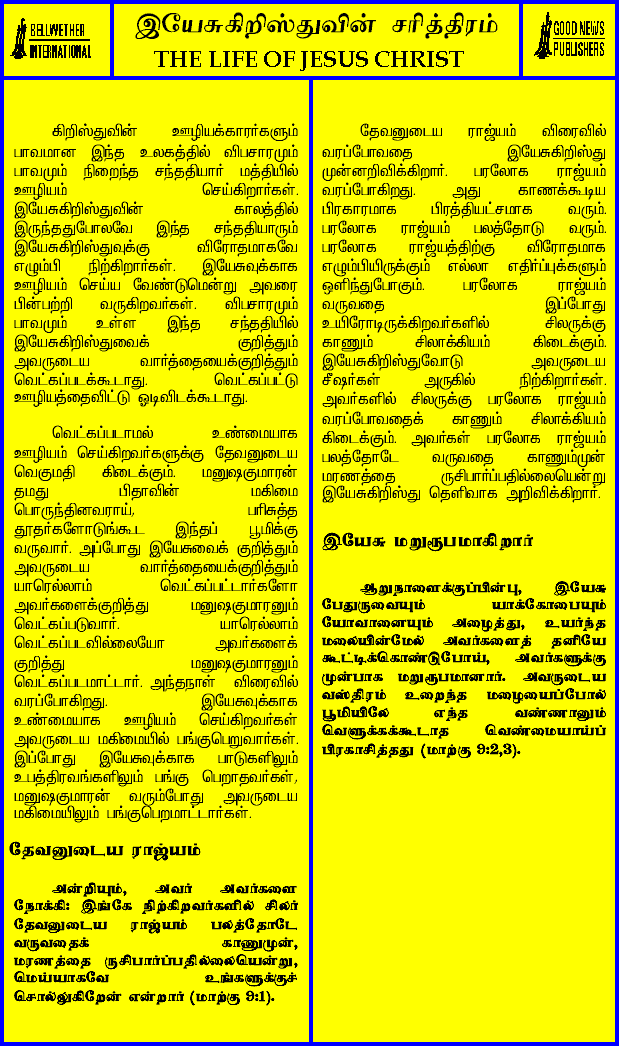 BELLWETHER
INTERNATIONAL
இயேசுகிறிஸ்துவின் சரித்திரம்
THE LIFE OF JESUS CHRIST
GOOD NEWS
PUBLISHERS
கிறிஸ்துவின் ஊழியக்காரர்களும்
பாவமான இந்த உலகத்தில் விபசாரமும்
பாவமும் நிறைந்த சந்ததியார் மத்தியில்
ஊழியம் செய்கிறார்கள்.
இயேசுகிறிஸ்துவின் காலத்தில்
இருந்ததுபோலவே இந்த சந்ததியாரும்
இயேசுகிறிஸ்துவுக்கு விரோதமாகவே
எழும்பி நிற்கிறார்கள். இயேசுவுக்காக
ஊழியம் செய்ய வேண்டுமென்று அவரை
பின்பற்றி வருகிறவர்கள். விபசாரமும்
பாவமும் உள்ள இந்த சந்ததியில்
இயேசுகிறிஸ்துவைக் குறித்தும்
அவருடைய வார்த்தையைக்குறித்தும்
வெட்கப்படக்கூடாது. வெட்கப்பட்டு
ஊழியத்தைவிட்டு ஓடிவிடக்கூடாது.
வெட்கப்படாமல் உண்மையாக
ஊழியம் செய்கிறவர்களுக்கு தேவனுடைய
வெகுமதி கிடைக்கும். மனுஷகுமாரன்
தமது பிதாவின் மகிமை
பொருந்தினவராய், பரிசுத்த
தூதர்களோடுங்கூட இந்தப் பூமிக்கு
வருவார். அப்போது இயேசுவைக் குறித்தும்
அவருடைய வார்த்தையைக்குறித்தும்
யாரெல்லாம் வெட்கப்பட்டார்களோ
அவர்களைக்குறித்து மனுஷகுமாரனும்
வெட்கப்படுவார். யாரெல்லாம்
வெட்கப்படவில்லையோ அவர்களைக்
குறித்து மனுஷகுமாரனும்
வெட்கப்படமாட்டார். அந்தநாள் விரைவில்
வரப்போகிறது. இயேசுவுக்காக
உண்மையாக ஊழியம் செய்கிறவர்கள்
அவருடைய மகிமையில் பங்குபெறுவார்கள்.
இப்போது இயேசுவுக்காக பாடுகளிலும்
உபத்திரவங்களிலும் பங்கு பெறாதவர்கள்,
மனுஷகுமாரன் வரும்போது அவருடைய
மகிமையிலும் பங்குபெறமாட்டார்கள்.
தேவனுடைய ராஜ்யம்
அன்றியும், அவர் அவர்களை
நோக்கி: இங்கே நிற்கிறவர்களில் சிலர்
தேவனுடைய ராஜ்யம் பலத்தோடே
வருவதைக் காணுமுன்,
மரணத்தை ருசிபார்ப்பதில்லையென்று,
மெய்யாகவே உங்களுக்குச்
சொல்லுகிறேன் என்றார் (மாற்கு 9:1).
தேவனுடைய ராஜ்யம் விரைவில்
வரப்போவதை இயேசுகிறிஸ்து
முன்னறிவிக்கிறார். பரலோக ராஜ்யம்
வரப்போகிறது. அது காணக்கூடிய
பிரகாரமாக பிரத்தியட்சமாக வரும்.
பரலோக ராஜ்யம் பலத்தோடு வரும்.
பரலோக ராஜ்யத்திற்கு விரோதமாக
எழும்பியிருக்கும் எல்லா எதிர்ப்புக்களும்
ஒளிந்துபோகும். பரலோக ராஜ்யம்
வருவதை இப்போது
உயிரோடிருக்கிறவர்களில் சிலருக்கு
காணும் சிலாக்கியம் கிடைக்கும்.
இயேசுகிறிஸ்துவோடு அவருடைய
சீஷர்கள் அருகில் நிற்கிறார்கள்.
அவர்களில் சிலருக்கு பரலோக ராஜ்யம்
வரப்போவதைக் காணும் சிலாக்கியம்
கிடைக்கும். அவர்கள் பரலோக ராஜ்யம்
பலத்தோடே வருவதை காணும்முன்
மரணத்தை ருசிபார்ப்பதில்லையென்று
இயேசுகிறிஸ்து தெளிவாக அறிவிக்கிறார்.
இயேசு மறுரூபமாகிறார்
ஆறுநாளைக்குப்பின்பு, இயேசு
பேதுருவையும் யாக்கோபையும்
யோவானையும் அழைத்து, உயர்ந்த
மலையின்மேல் அவர்களைத் தனியே
கூட்டிக்கொண்டுபோய், அவர்களுக்கு
முன்பாக மறுரூபமானார். அவருடைய
வஸ்திரம் உறைந்த மழையைப்போல்
பூமியிலே எந்த வண்ணானும்
வெளுக்கக்கூடாத வெண்மையாய்ப்
பிரகாசித்தது (மாற்கு 9:2,3).